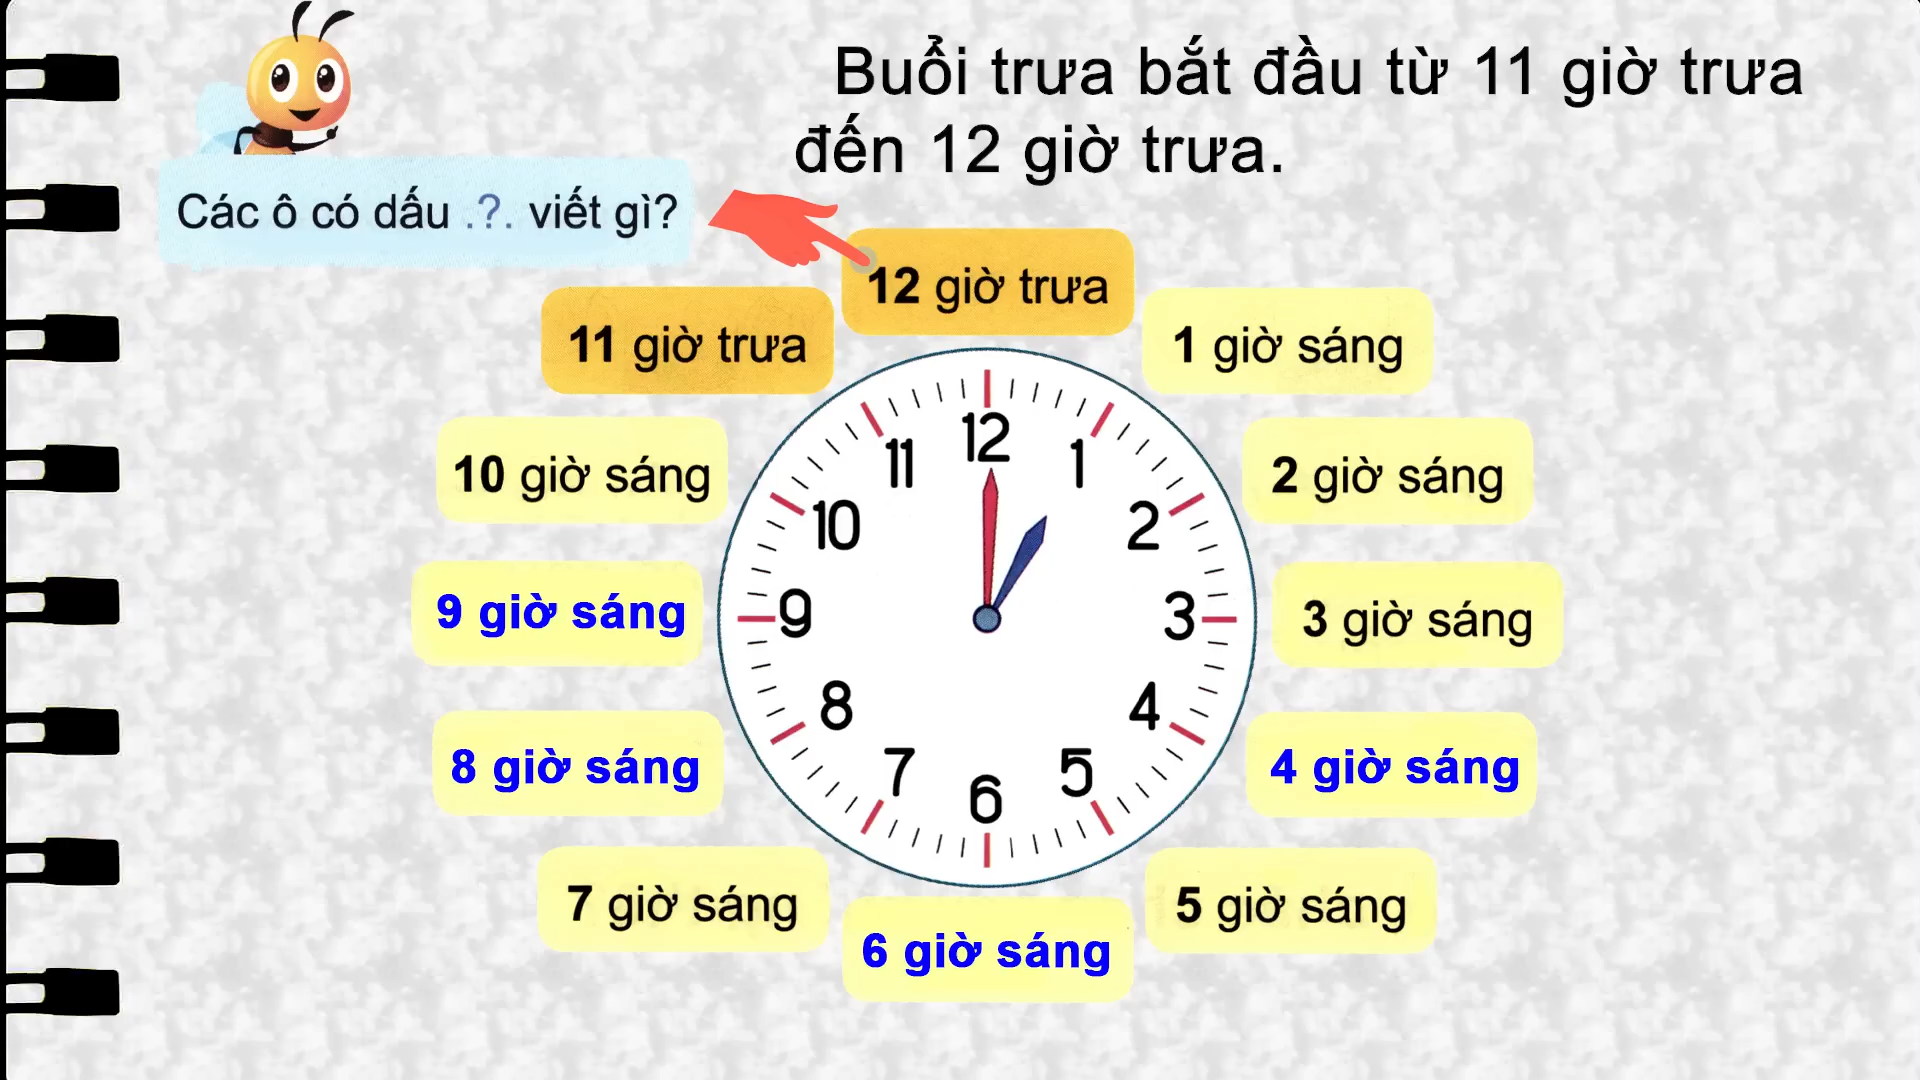 Buổi trưa bắt đầu từ 11 giờ trưa
đến 12 giờ trưa.
Các ô có dấu .?. viết gì?
12 giờ trưa
11 giờ trưa
1 giờ sáng
10 giờ sáng
2 giờ sáng
9 giờ sáng
3 giờ sáng
8 giờ sáng
4 giờ sáng
7 giờ sáng
5 giờ sáng
6 giờ sáng
12
11
1
10
2
9
3
8
4
7
5
6